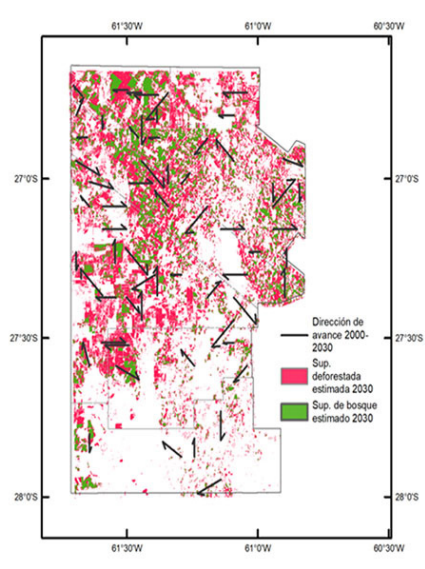 61°30'W 61°0'W 60°30'W
27°0'S 27°0'S
27°30'S 27°30'S
Dirección de
avance 2000-
2030
Sup.
deforestada
estimada 2030
Sup. de bosque
estimado 2030
28°0'S 28°0'S
61°30'W 61°0'W 60°30'W